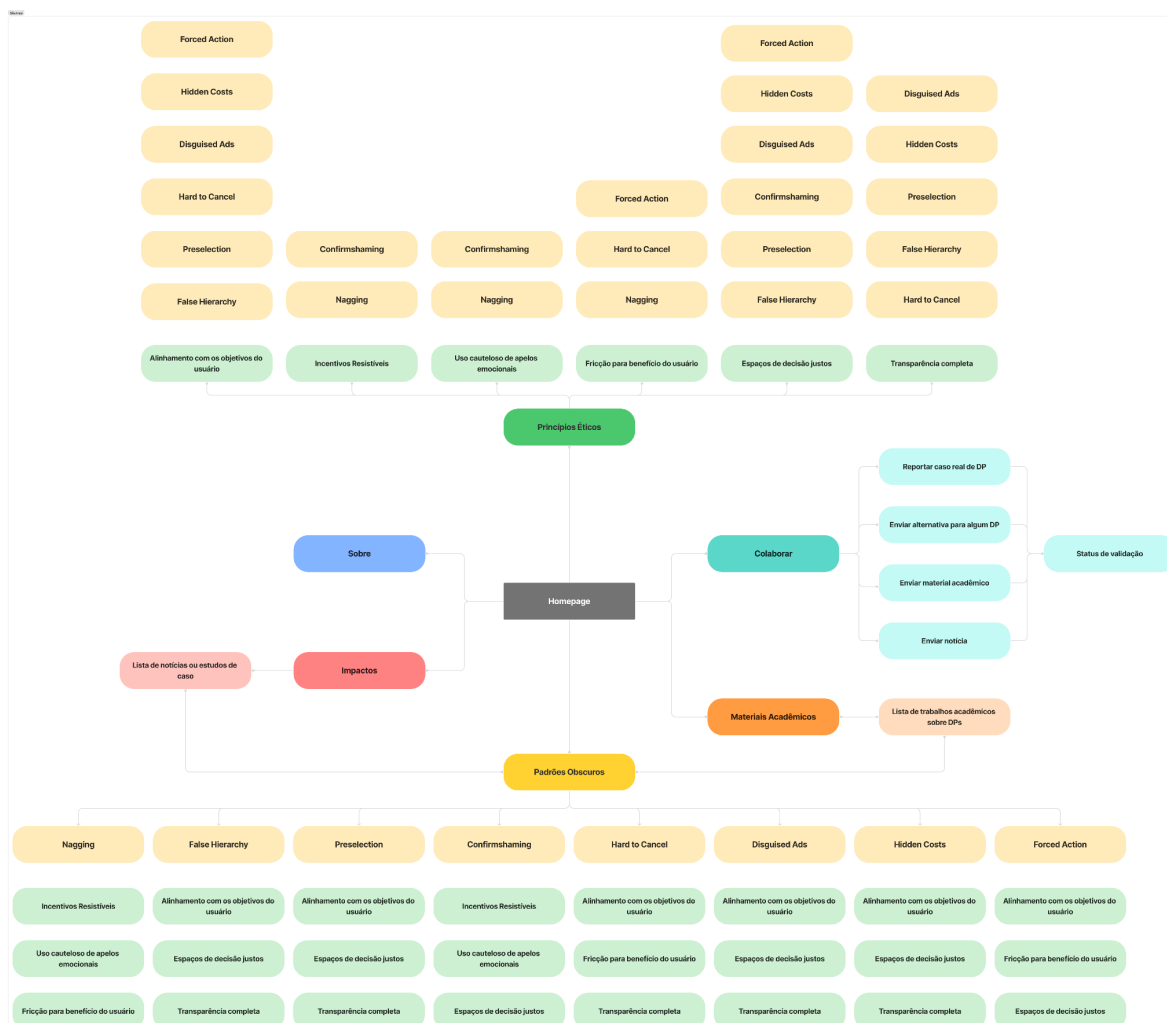 Forced Action
Forced Action
Hidden Costs
Hidden Costs
Disguised Ads
Disguised Ads
Disguised Ads
Hidden Costs
Hard to Cancel
Forced Action
Confirmshaming
Preselection
Preselection
Confirmshaming
Confirmshaming
Hard to Cancel
Preselection
False Hierarchy
False Hierarchy
Nagging
Nagging
Nagging
False Hierarchy
Hard to Cancel
Alinhamento com os objetivos do
usuário
Incentivos Resistíveis
Uso cauteloso de apelos
emocionais
Fricção para benefício do usuário
Espaços de decisão justos
Transparência completa
Princípios Éticos
Reportar caso real de DP
Enviar alternativa para algum DP
Sobre
Colaborar
Status de validação
Enviar material acadêmico
Homepage
Enviar notícia
Lista de notícias ou estudos de
caso
Impactos
Materiais Acadêmicos
Lista de trabalhos acadêmicos
sobre DPs
Padrões Obscuros
Nagging
False Hierarchy
Preselection
Confirmshaming
Hard to Cancel
Disguised Ads
Hidden Costs
Forced Action
Incentivos Resistíveis
Alinhamento com os objetivos do
usuário
Alinhamento com os objetivos do
usuário
Incentivos Resistíveis
Alinhamento com os objetivos do
usuário
Alinhamento com os objetivos do
usuário
Alinhamento com os objetivos do
usuário
Alinhamento com os objetivos do
usuário
Uso cauteloso de apelos
emocionais
Espaços de decisão justos
Espaços de decisão justos
Uso cauteloso de apelos
emocionais
Fricção para benefício do usuário
Espaços de decisão justos
Espaços de decisão justos
Fricção para benefício do usuário
Fricção para benefício do usuário
Transparência completa
Transparência completa
Espaços de decisão justos
Transparência completa
Transparência completa
Transparência completa
Espaços de decisão justos